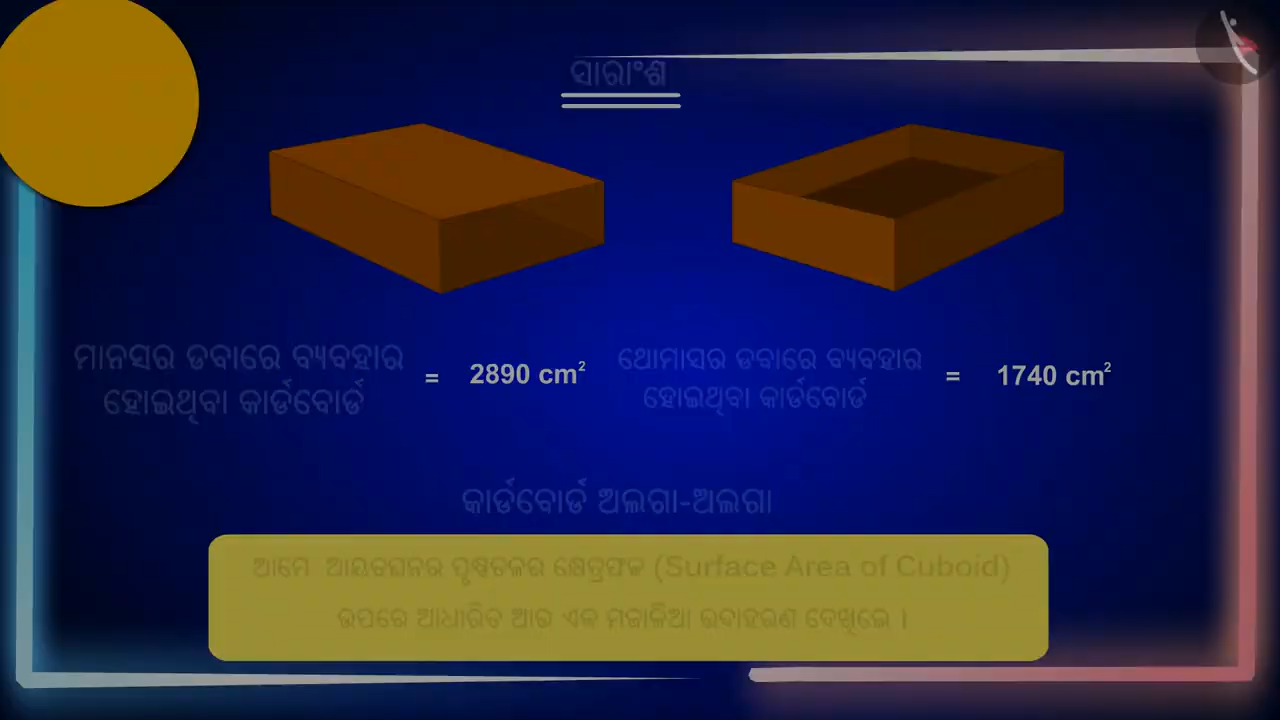 ସାରାଂଶ
ମାନସର ଡବାରେ ବ୍ୟବହାର
ହୋଇଥିବା କାର୍ଡବୋର୍ଡ
= 2890 cm²
ଥୋମାସର ଡବାରେ ବ୍ୟବହାର
ହୋଇଥିବା କାର୍ଡବୋର୍ଡ
= 1740 cm²
କାର୍ଡବୋର୍ଡ ଅଲଗା-ଅଲଗା
ଆମେ ଆୟତଘନର ପୃଷ୍ଠତଳର କ୍ଷେତ୍ରଫଳ (Surface Area of Cuboid)
ଉପରେ ଆଧାରିତ ଆଉ ଏକ ମଜାଳିଆ ଉଦାହରଣ ଦେଖିଭେ ।